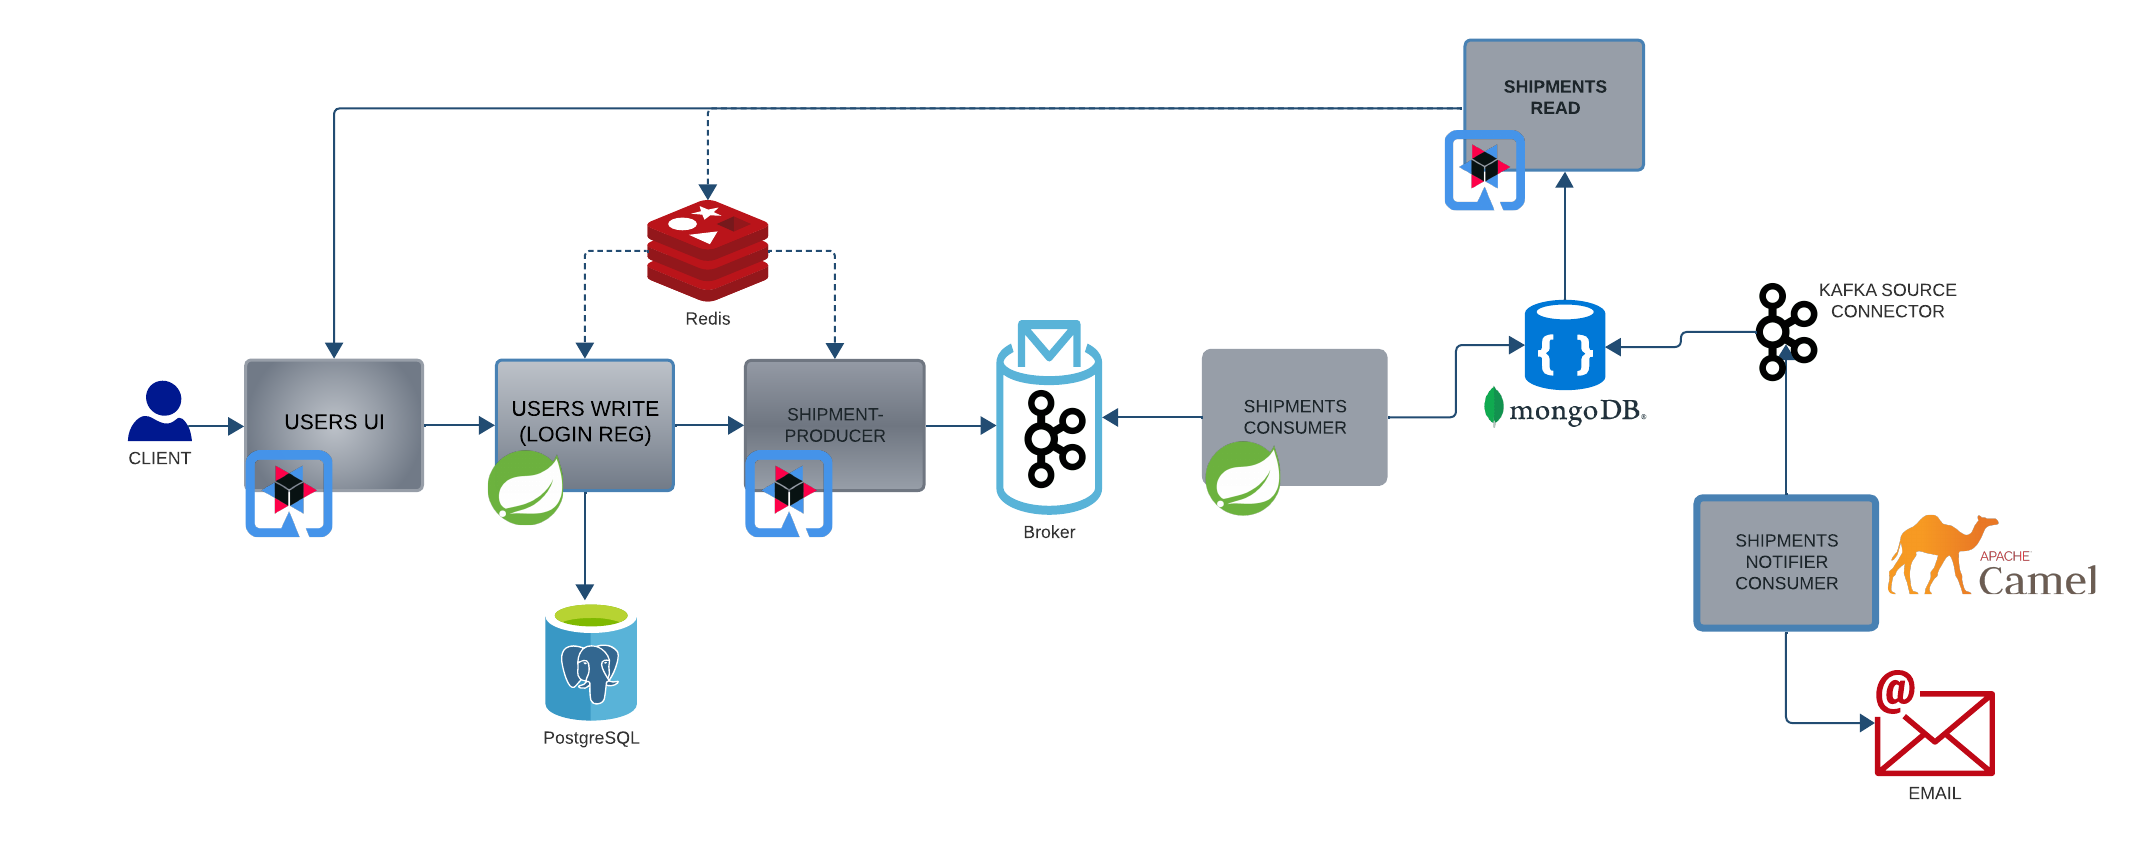 SHIPMENTS
READ
Redis
KAFKA SOURCE
CONNECTOR
CLIENT
USERS UI
USERS WRITE
(LOGIN REG)
SHIPMENT-
PRODUCER
Broker
SHIPMENTS
CONSUMER
{ }
mongoDB®
PostgreSQL
SHIPMENTS
NOTIFIER
CONSUMER
APACHE
Camel
@
EMAIL